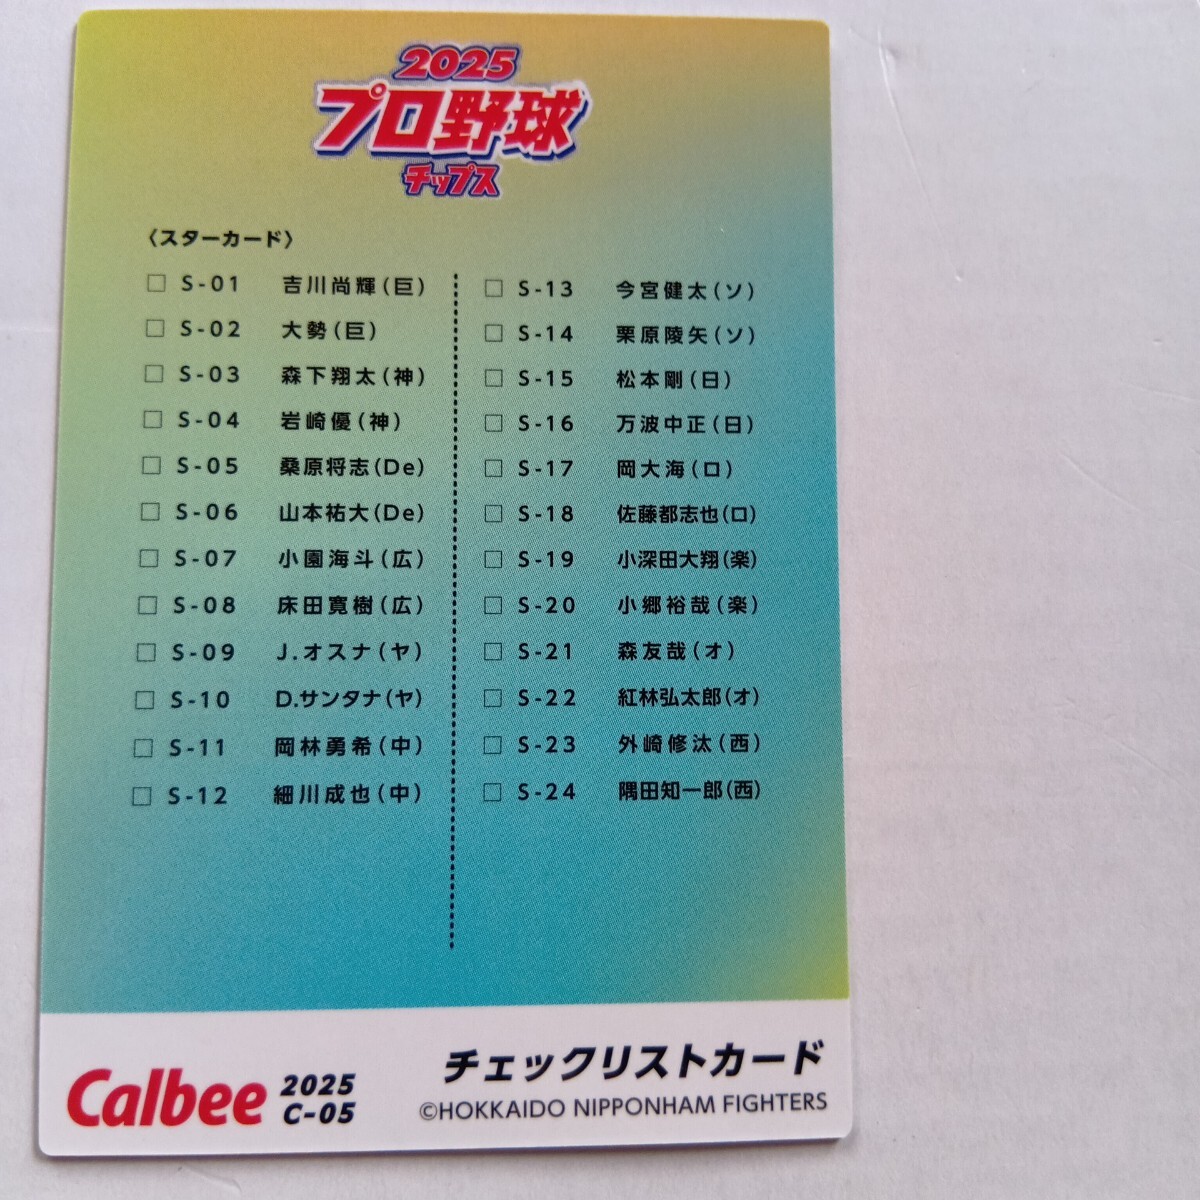 2025
プロ野球
チップス
〈スターカード〉
□ S-01 吉川尚輝(巨)
□ S-02 大勢(巨)
□ S-03 森下翔太(神)
□ S-04 岩崎優(神)
□ S-05 桑原将志(De)
□ S-06 山本祐大(De)
□ S-07 小園海斗(広)
□ S-08 床田寛樹(広)
□ S-09 J.オスナ(ヤ)
□ S-10 D.サンタナ(ヤ)
□ S-11 岡林勇希(中)
□ S-12 細川成也(中)
□ S-13 今宮健太(ソ)
□ S-14 栗原陵矢(ソ)
□ S-15 松本剛(日)
□ S-16 万波中正(日)
□ S-17 岡大海(ロ)
□ S-18 佐藤都志也(ロ)
□ S-19 小深田大翔(楽)
□ S-20 小郷裕哉(楽)
□ S-21 森友哉(オ)
□ S-22 紅林弘太郎(オ)
□ S-23 外崎修汰(西)
□ S-24 隅田知一郎(西)
Calbee 2025
C-05
チェックリストカード
©HOKKAIDO NIPPONHAM FIGHTERS